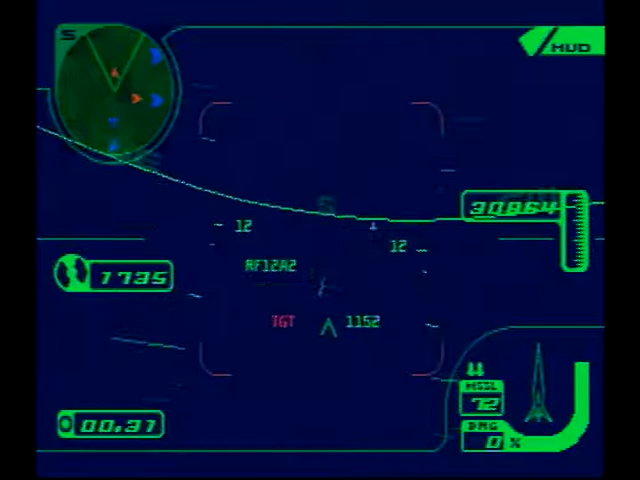 S
HUD
30864
12
12
RF12A2
1735
TGT 1152
MSSL
72
00.31
DMG
0 %